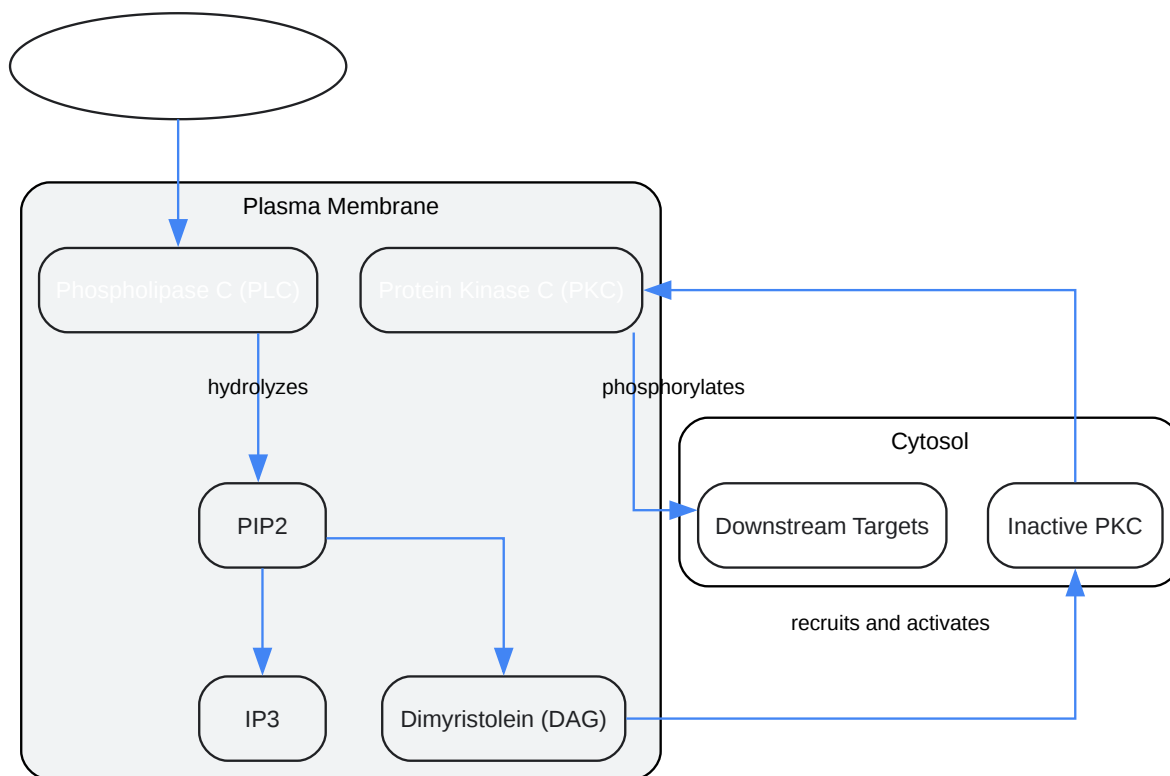 Plasma Membrane
Phospholipase C (PLC)
Protein Kinase C (PKC)
hydrolyzes
phosphorylates
Cytosol
PIP2
Downstream Targets
Inactive PKC
recruits and activates
IP3
Dimyristolein (DAG)